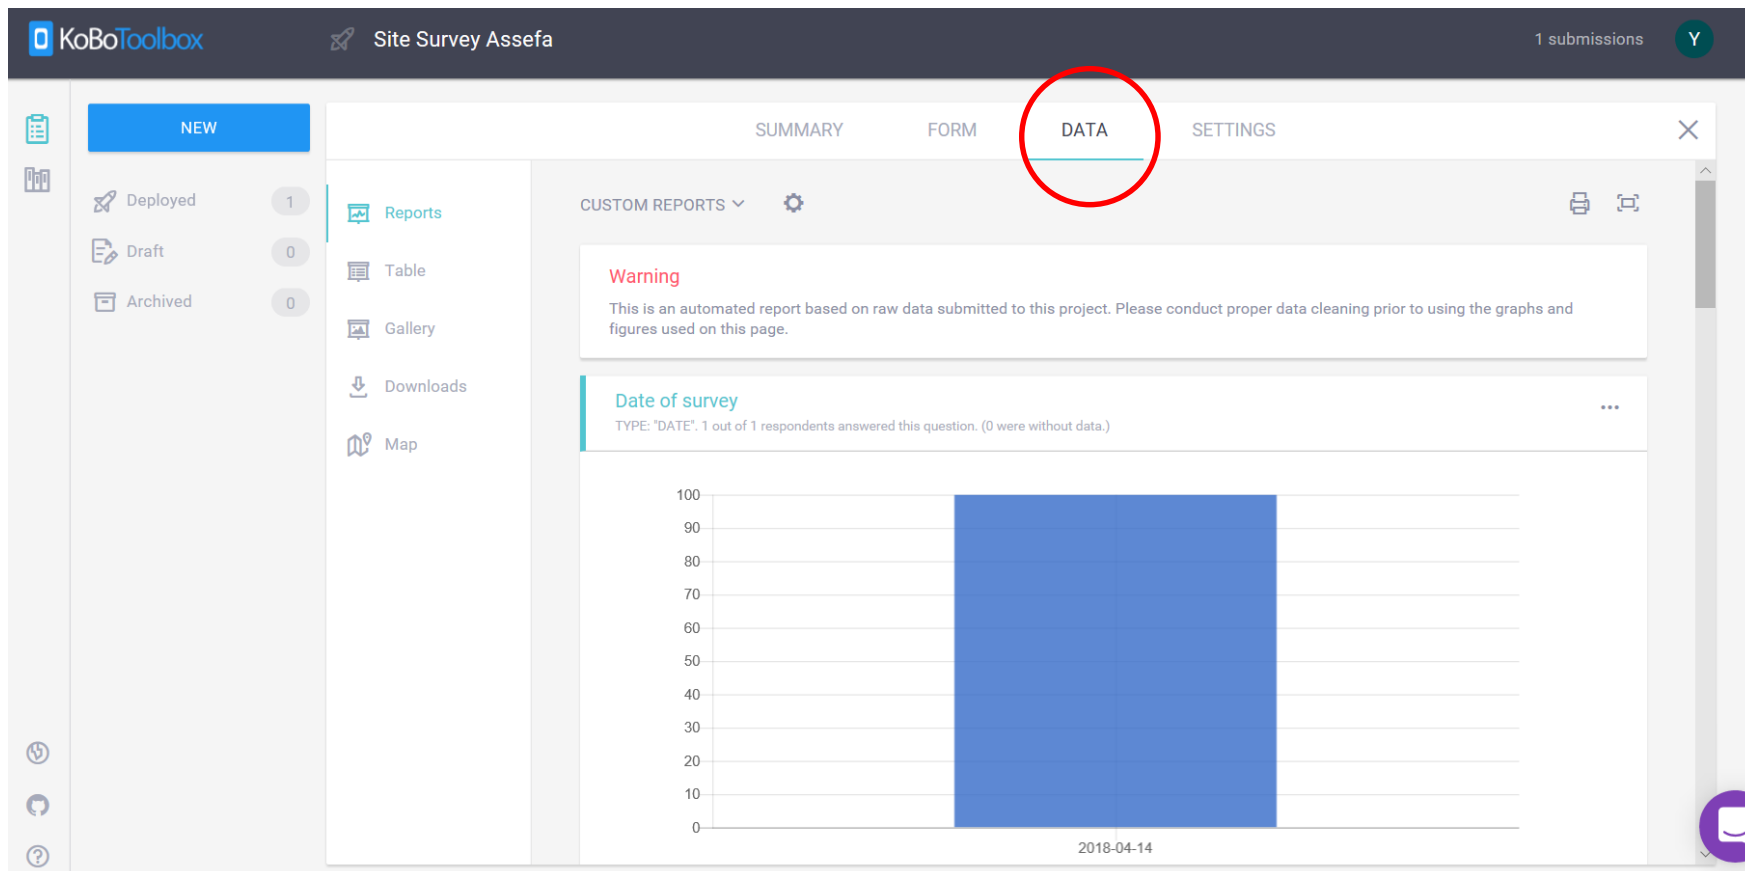 KoBoToolbox
Site Survey Assefa
1 submissions
Y
NEW
Deployed 1
Draft 0
Archived 0
SUMMARY FORM DATA SETTINGS
Reports
Table
Gallery
Downloads
Map
CUSTOM REPORTS
Warning
This is an automated report based on raw data submitted to this project. Please conduct proper data cleaning prior to using the graphs and
figures used on this page.
Date of survey
TYPE: "DATE". 1 out of 1 respondents answered this question. (0 were without data.)
100
90
80
70
60
50
40
30
20
10
0
2018-04-14